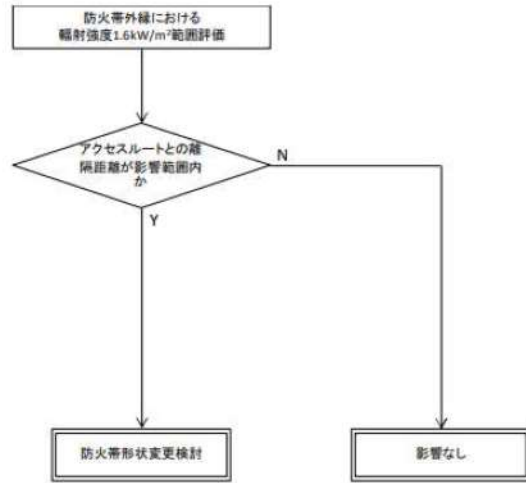 防火帯外縁における
輻射強度1.6kW/m²範囲評価
アクセスルートとの離
隔距離が影響範囲内
か
N
Y
防火帯形状変更検討
影響なし